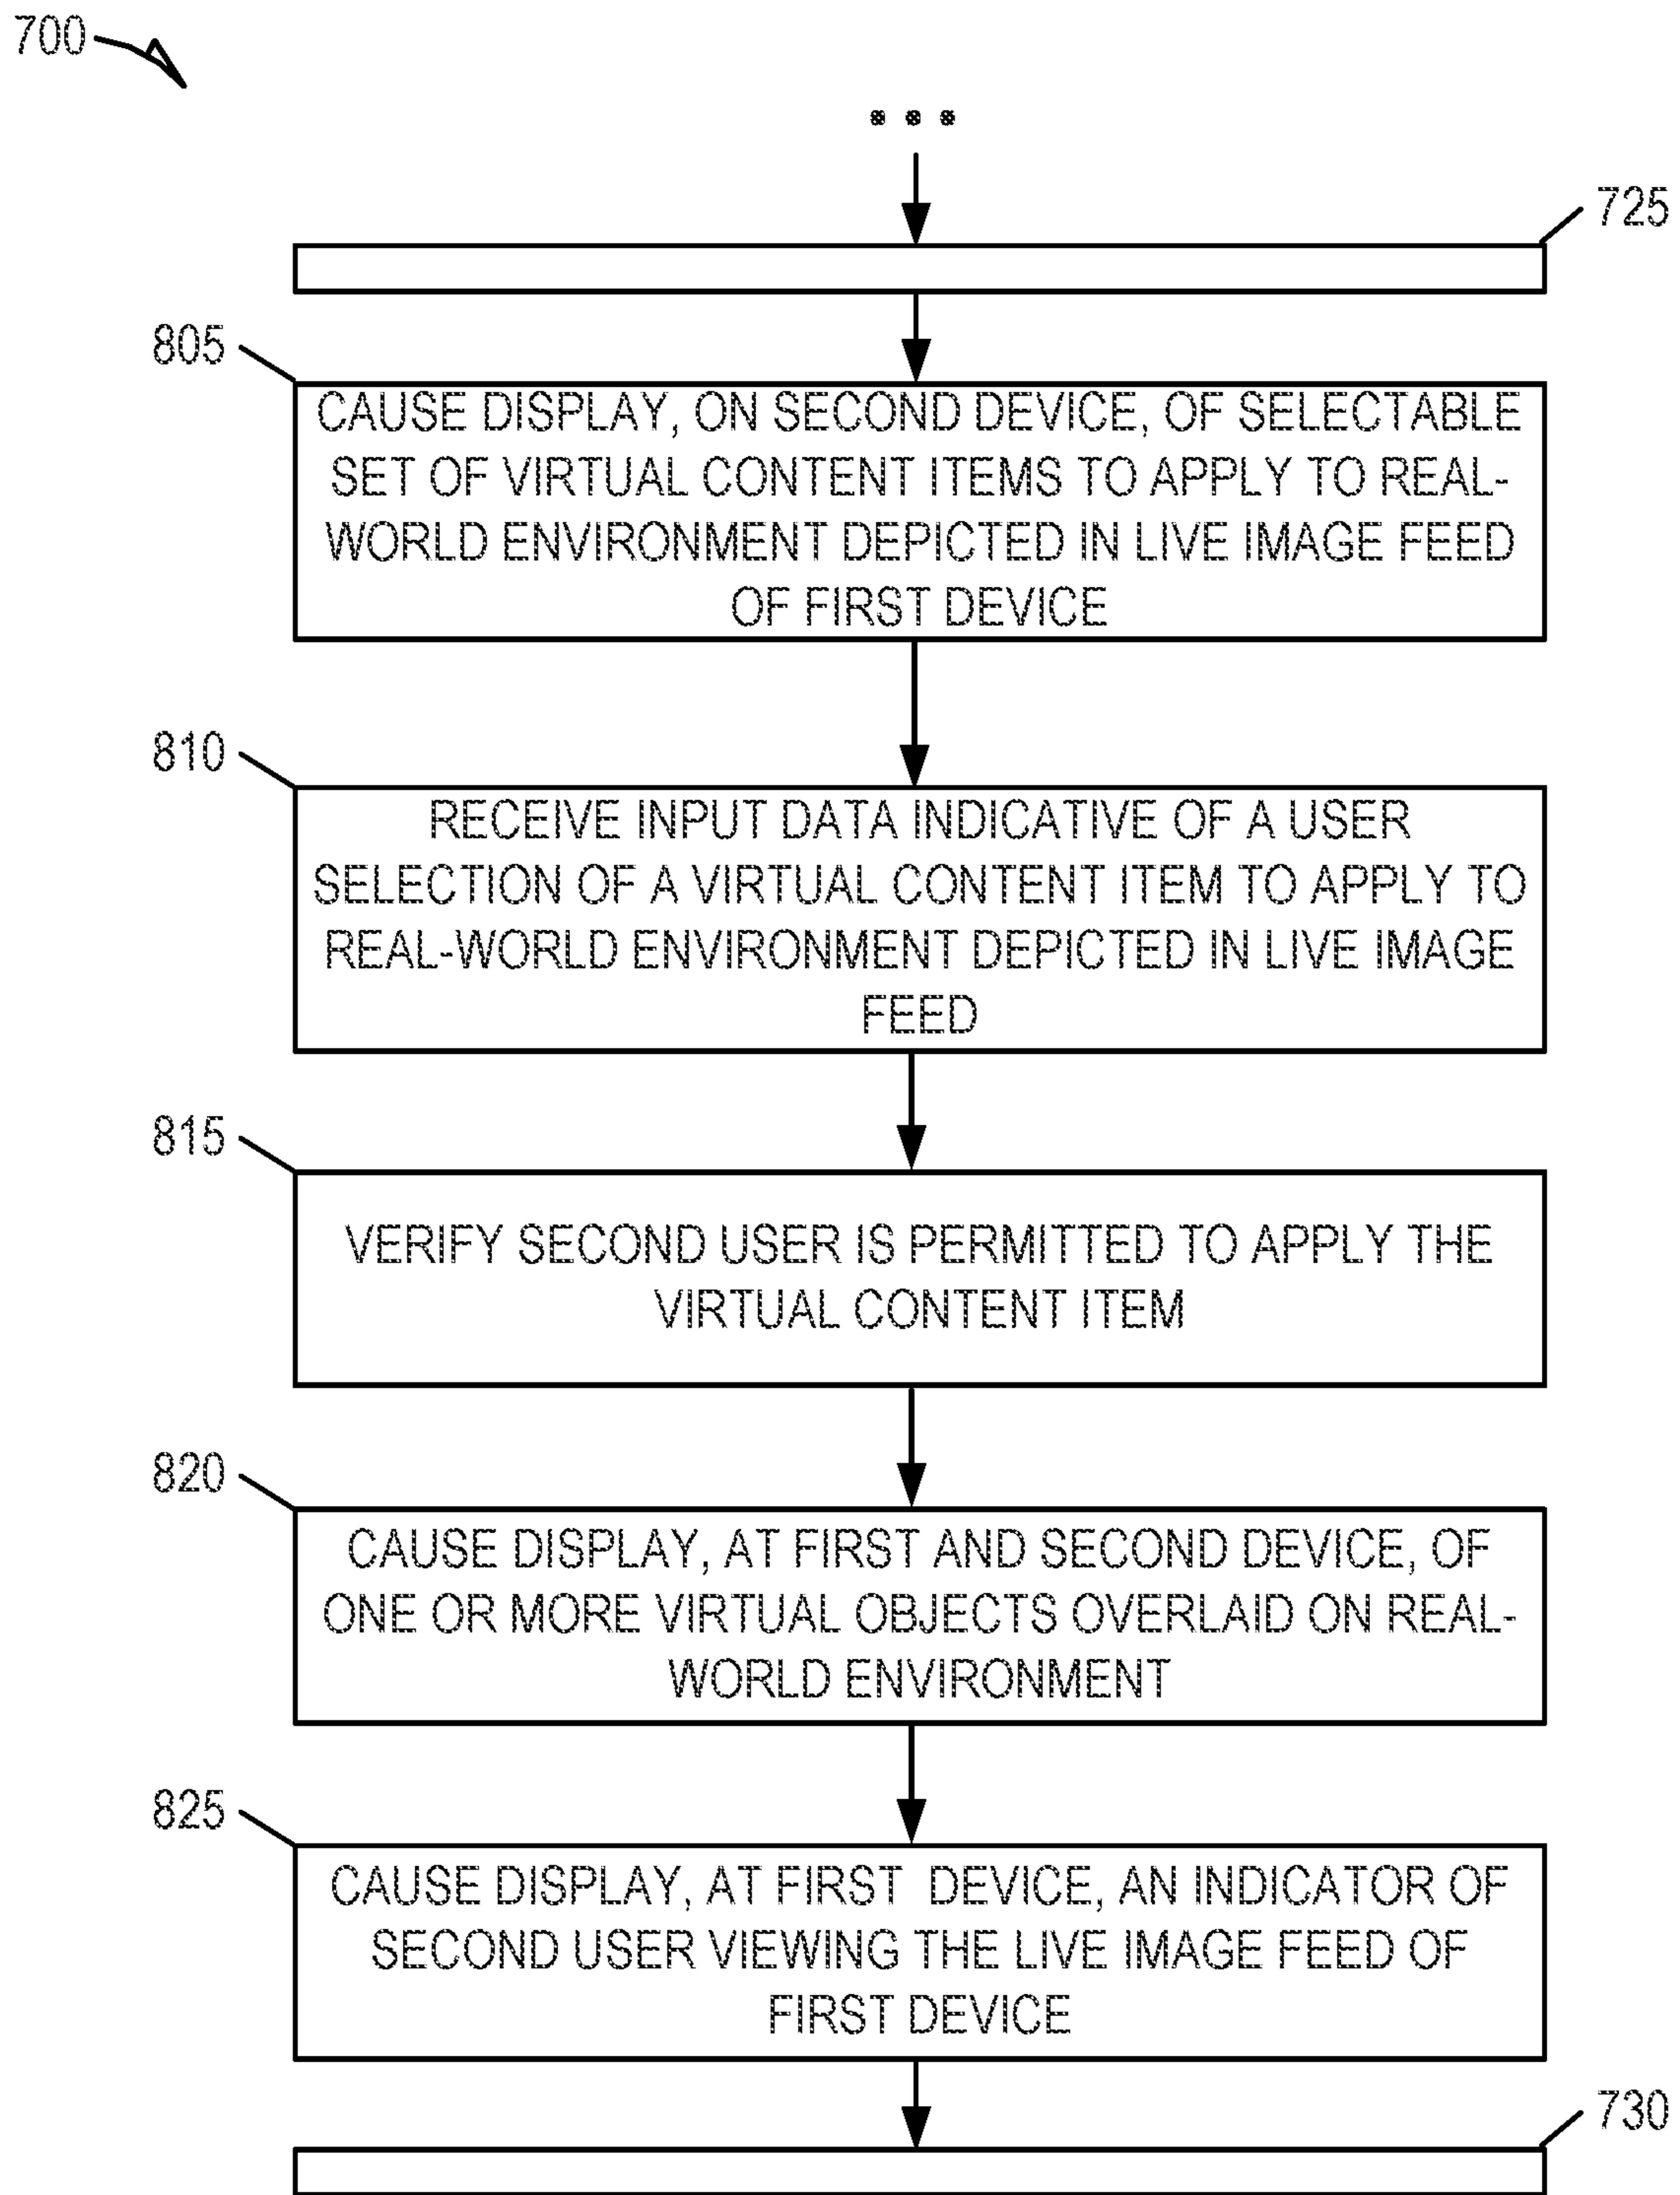 700
725
805
CAUSE DISPLAY, ON SECOND DEVICE, OF SELECTABLE
SET OF VIRTUAL CONTENT ITEMS TO APPLY TO REAL-
WORLD ENVIRONMENT DEPICTED IN LIVE IMAGE FEED
OF FIRST DEVICE
810
RECEIVE INPUT DATA INDICATIVE OF A USER
SELECTION OF A VIRTUAL CONTENT ITEM TO APPLY TO
REAL-WORLD ENVIRONMENT DEPICTED IN LIVE IMAGE
FEED
815
VERIFY SECOND USER IS PERMITTED TO APPLY THE
VIRTUAL CONTENT ITEM
820
CAUSE DISPLAY, AT FIRST AND SECOND DEVICE, OF
ONE OR MORE VIRTUAL OBJECTS OVERLAID ON REAL-
WORLD ENVIRONMENT
825
CAUSE DISPLAY, AT FIRST DEVICE, AN INDICATOR OF
SECOND USER VIEWING THE LIVE IMAGE FEED OF
FIRST DEVICE
730